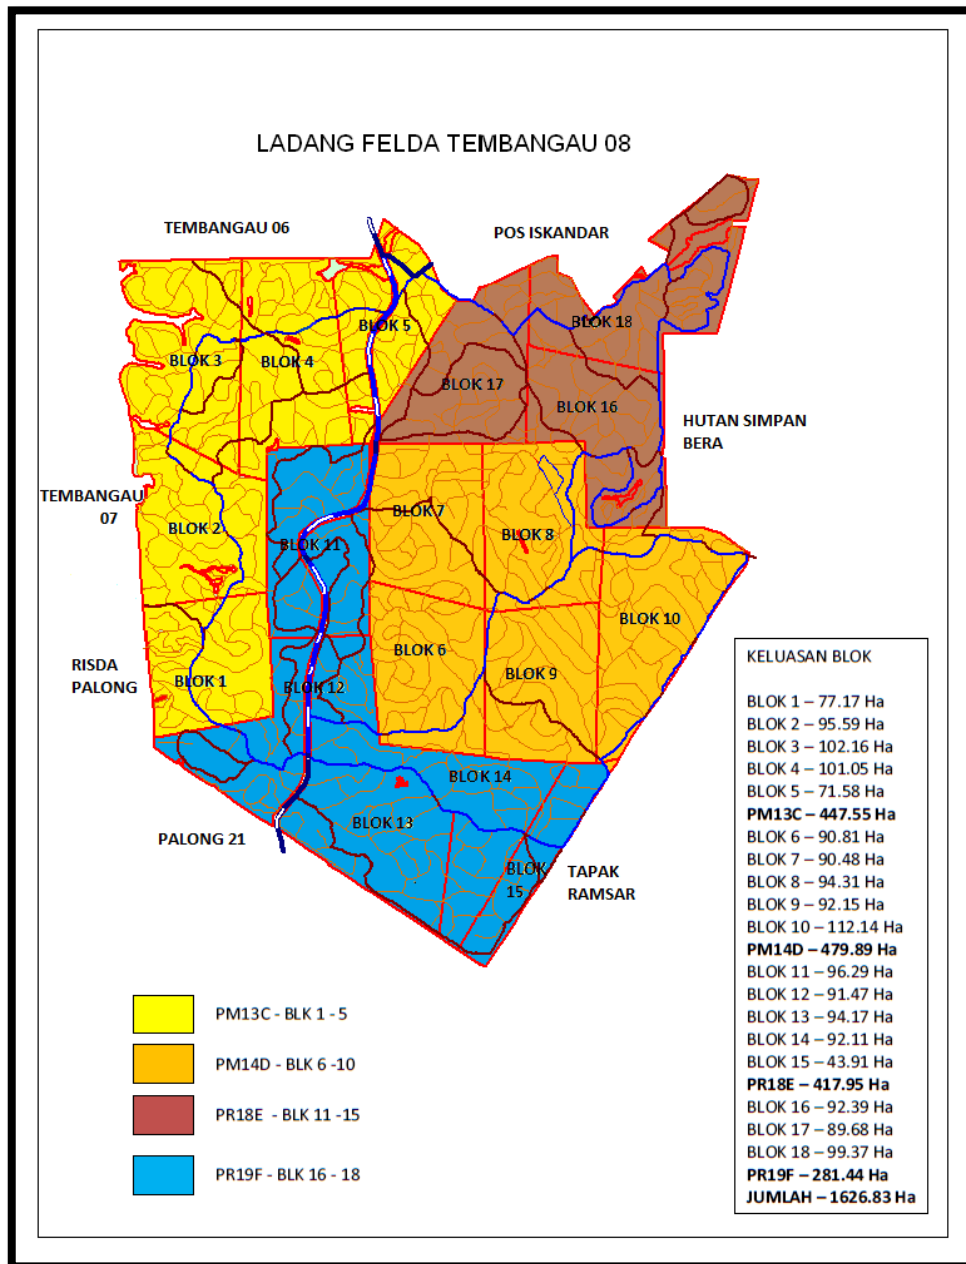 LADANG FELDA TEMBANGAU 08
TEMBANGAU 06
POS ISKANDAR
BLOK 5
BLOK 18
BLOK 3
BLOK 4
BLOK 17
BLOK 16
HUTAN SIMPAN
BERA
TEMBANGAU
07
BLOK 2
BLOK 7
BLOK 11
BLOK 8
BLOK 10
BLOK 6
BLOK 9
RISDA
PALONG
BLOK 1
BLOK 12
BLOK 14
BLOK 13
PALONG 21
BLOK
15
TAPAK
RAMSAR
KELUASAN BLOK
BLOK 1 – 77.17 Ha
BLOK 2 – 95.59 Ha
BLOK 3 – 102.16 Ha
BLOK 4 – 101.05 Ha
BLOK 5 – 71.58 Ha
PM13C – 447.55 Ha
BLOK 6 – 90.81 Ha
BLOK 7 – 90.48 Ha
BLOK 8 – 94.31 Ha
BLOK 9 – 92.15 Ha
BLOK 10 – 112.14 Ha
PM14D – 479.89 Ha
BLOK 11 – 96.29 Ha
BLOK 12 – 91.47 Ha
BLOK 13 – 94.17 Ha
BLOK 14 – 92.11 Ha
BLOK 15 – 43.91 Ha
PR18E – 417.95 Ha
BLOK 16 – 92.39 Ha
BLOK 17 – 89.68 Ha
BLOK 18 – 99.37 Ha
PR19F – 281.44 Ha
JUMLAH – 1626.83 Ha
PM13C - BLK 1 - 5
PM14D - BLK 6 -10
PR18E - BLK 11 -15
PR19F - BLK 16 - 18